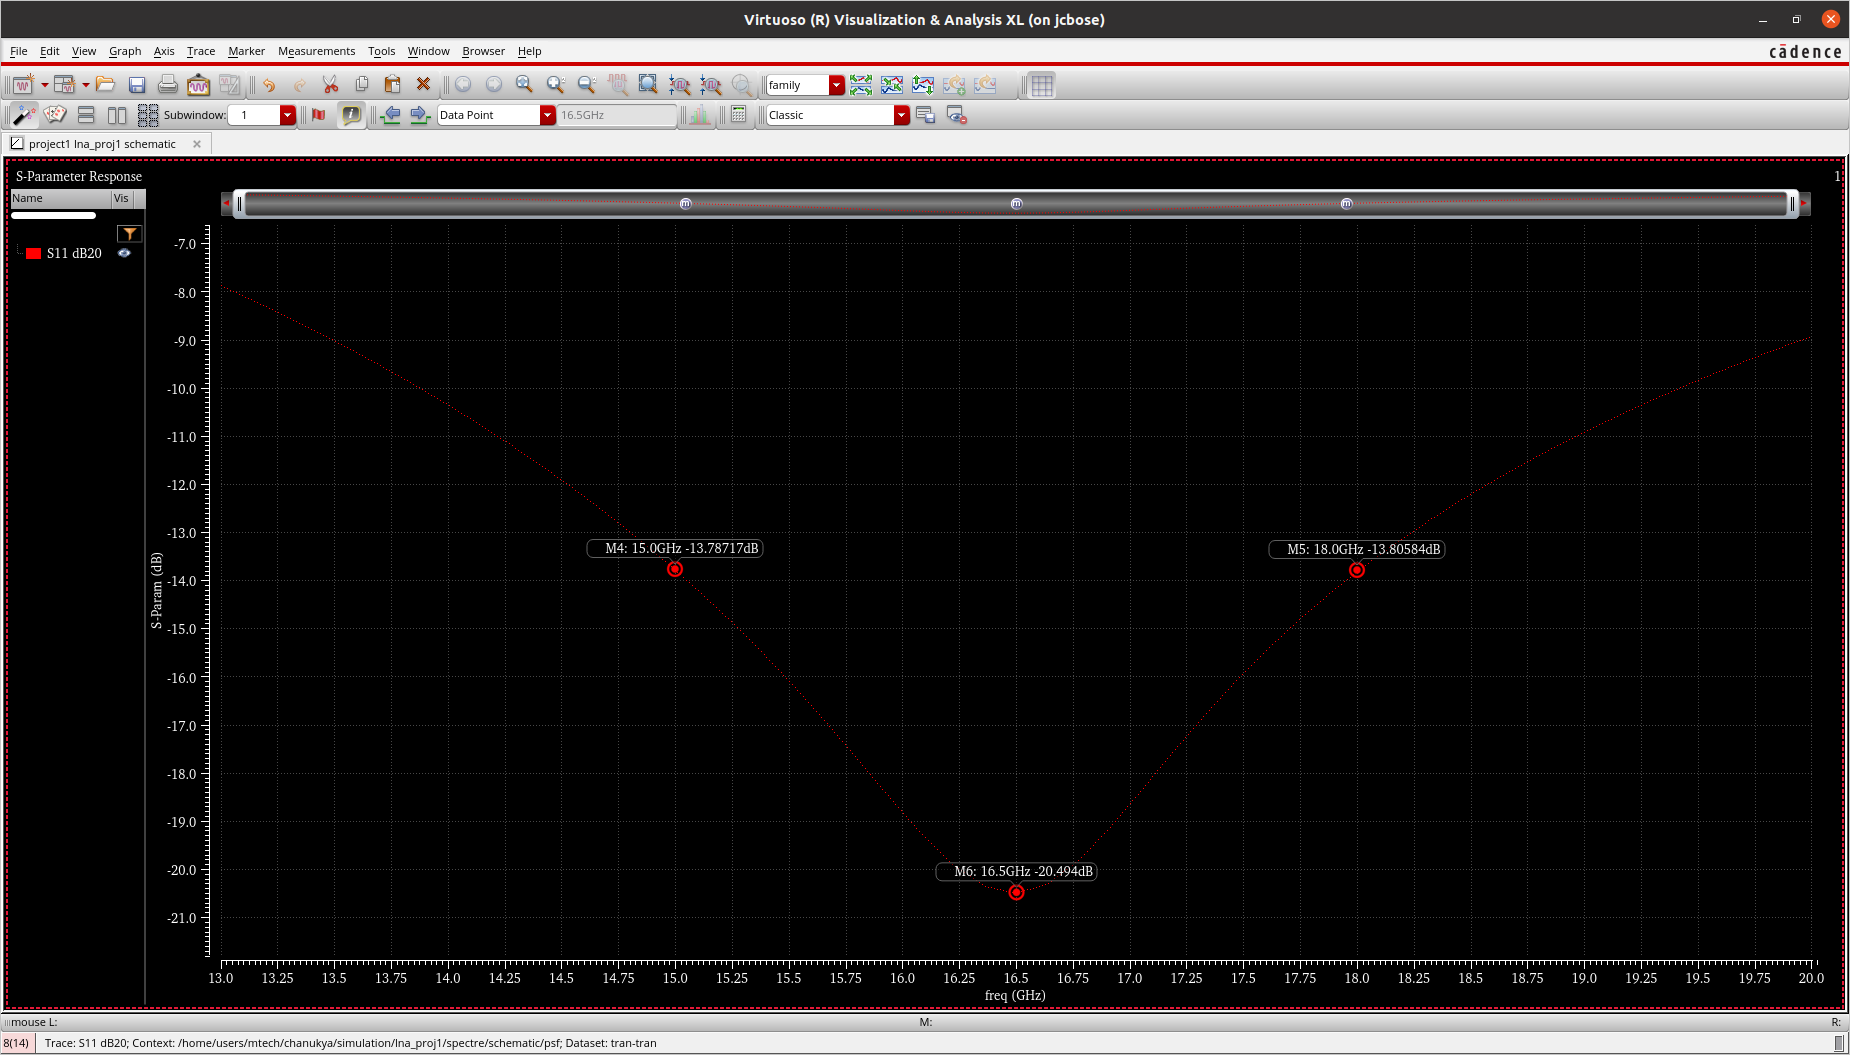 Virtuoso (R) Visualization & Analysis XL (on jcbose)
File Edit View Graph Axis Trace Marker Measurements Tools Window Browser Help
cādence
family
Subwindow: 1 Data Point 16.5GHz Classic
project1 lna_proj1 schematic
S-Parameter Response
1
Name Vis
S11 dB20
-7.0
-8.0
-9.0
-10.0
-11.0
-12.0
-13.0
-14.0
-15.0
-16.0
-17.0
-18.0
-19.0
-20.0
-21.0
S-Param (dB)
M4: 15.0GHz -13.78717dB
M5: 18.0GHz -13.80584dB
M6: 16.5GHz -20.494dB
13.0 13.25 13.5 13.75 14.0 14.25 14.5 14.75 15.0 15.25 15.5 15.75 16.0 16.25 16.5 16.75 17.0 17.25 17.5 17.75 18.0 18.25 18.5 18.75 19.0 19.25 19.5 19.75 20.0
freq (GHz)
mouse L: M: R:
8(14) Trace: S11 dB20; Context: /home/users/mtech/chanukya/simulation/lna_proj1/spectre/schematic/psf; Dataset: tran-tran